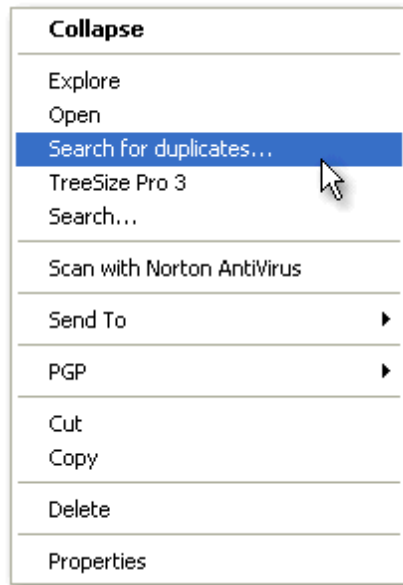 Collapse
Explore
Open
Search for duplicates...
TreeSize Pro 3
Search...
Scan with Norton AntiVirus
Send To
PGP
Cut
Copy
Delete
Properties